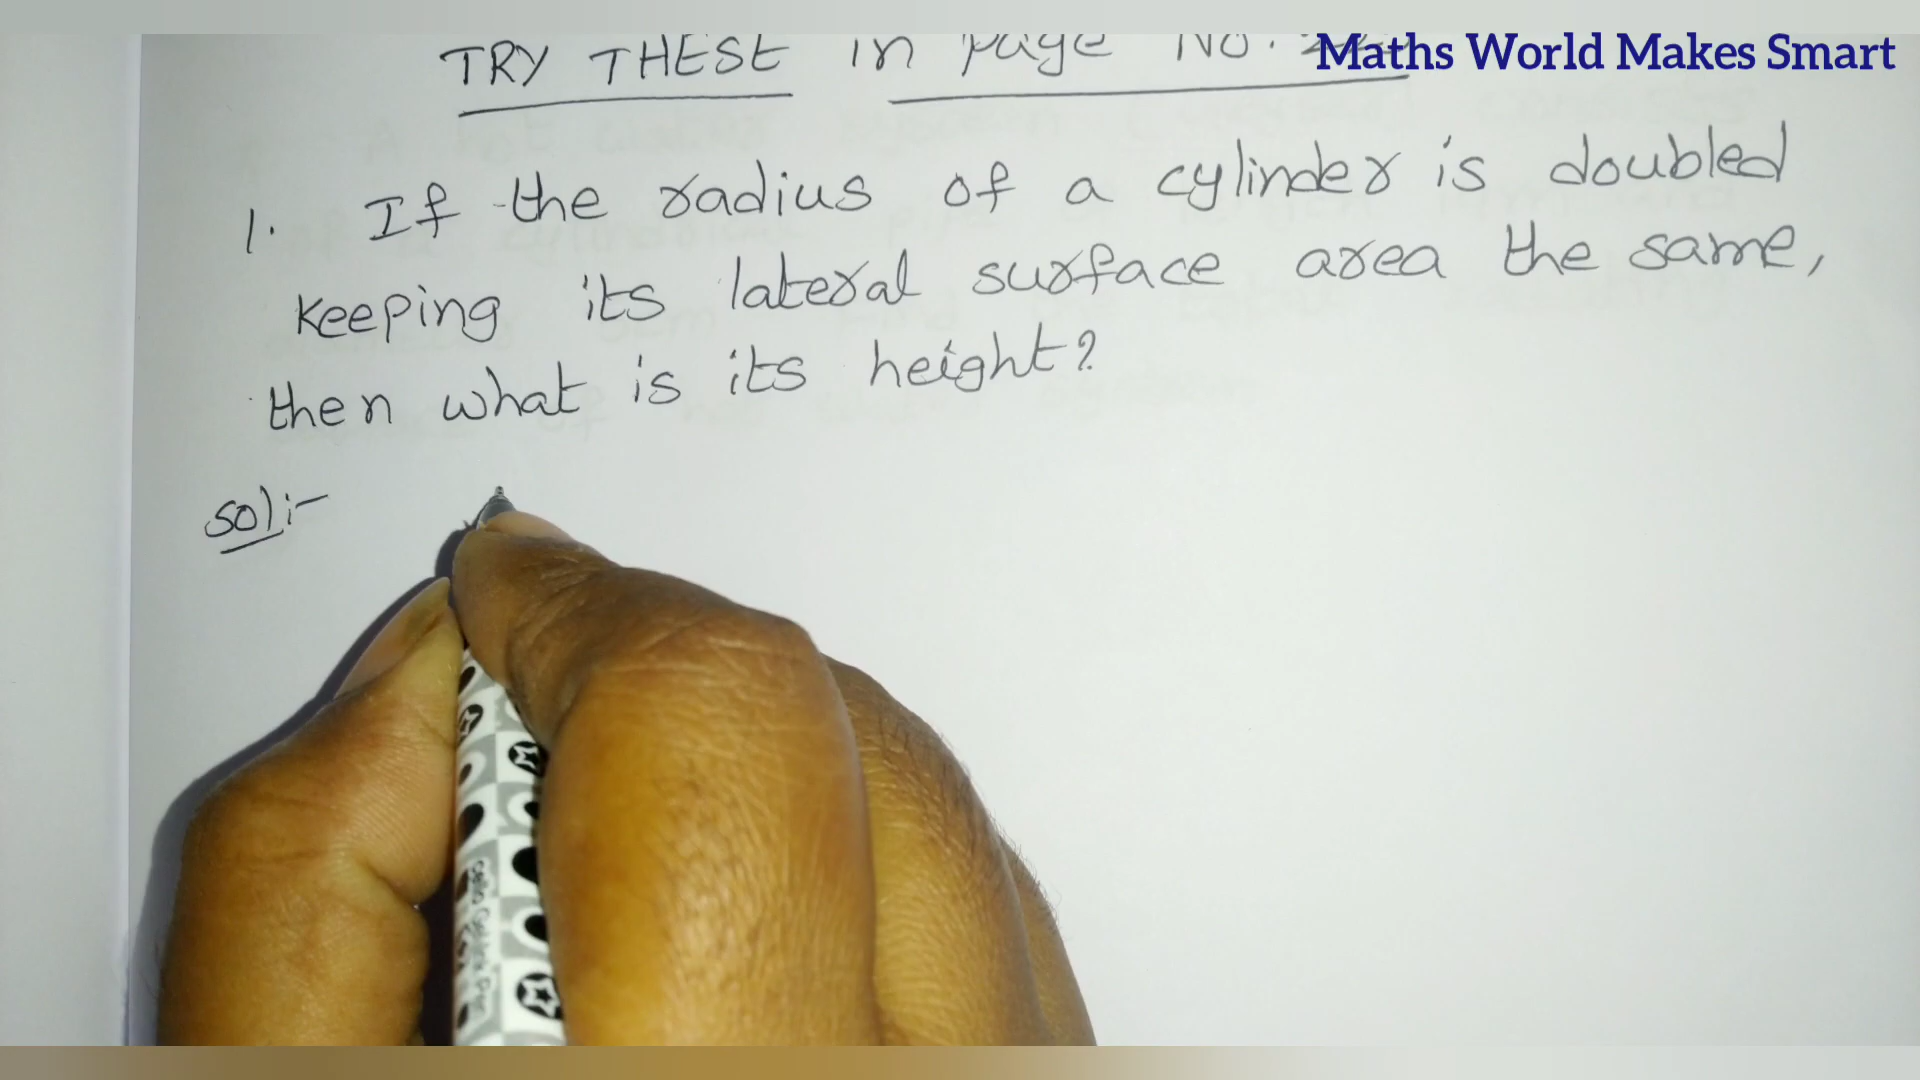 TRY THESE in page No.
Maths World Makes Smart
1. If the radius of a cylinder is doubled
keeping its lateral surface area the same,
then what is its height?
Sol:-